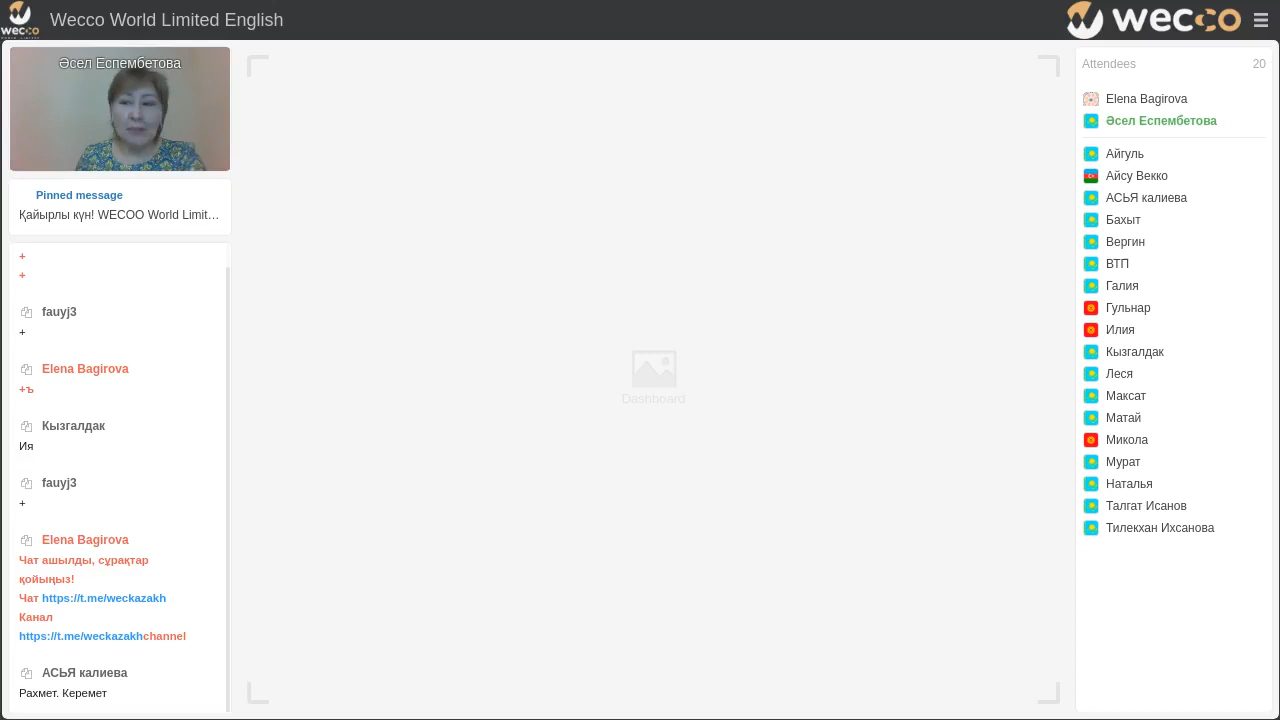 wecco
Wecco World Limited English
wecco
Әсел Еспембетова
Pinned message
Қайырлы күн! WECOO World Limit…
+
+
fauyj3
+
Elena Bagirova
+ъ
Кызгалдак
Ия
fauyj3
+
Elena Bagirova
Чат ашылды, сұрақтар
қойыңыз!
Чат https://t.me/weckazakh
Канал
https://t.me/weckazakhchannel
АСЬЯ калиева
Рахмет. Керемет
Dashboard
Attendees 20
Elena Bagirova
Әсел Еспембетова
Айгуль
Айсу Векко
АСЬЯ калиева
Бахыт
Вергин
ВТП
Галия
Гульнар
Илия
Кызгалдак
Леся
Максат
Матай
Микола
Мурат
Наталья
Талгат Исанов
Тилекхан Ихсанова